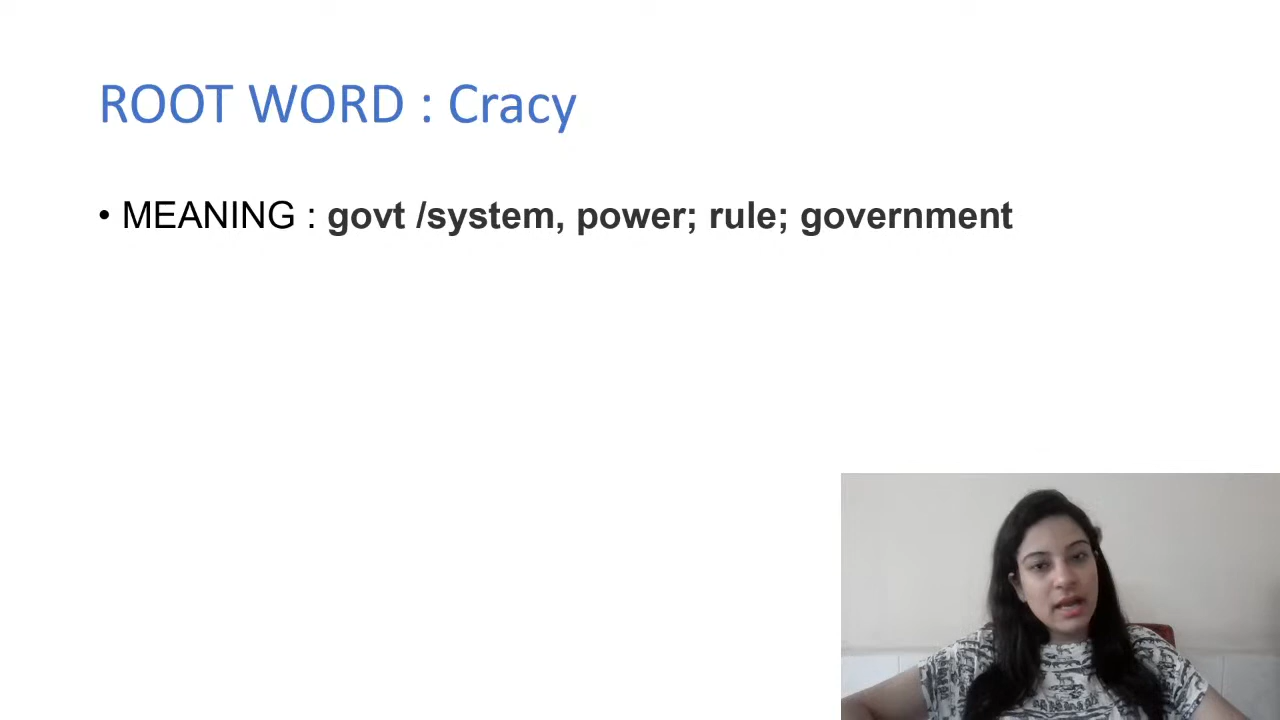 ROOT WORD : Cracy
• MEANING : govt /system, power; rule; government